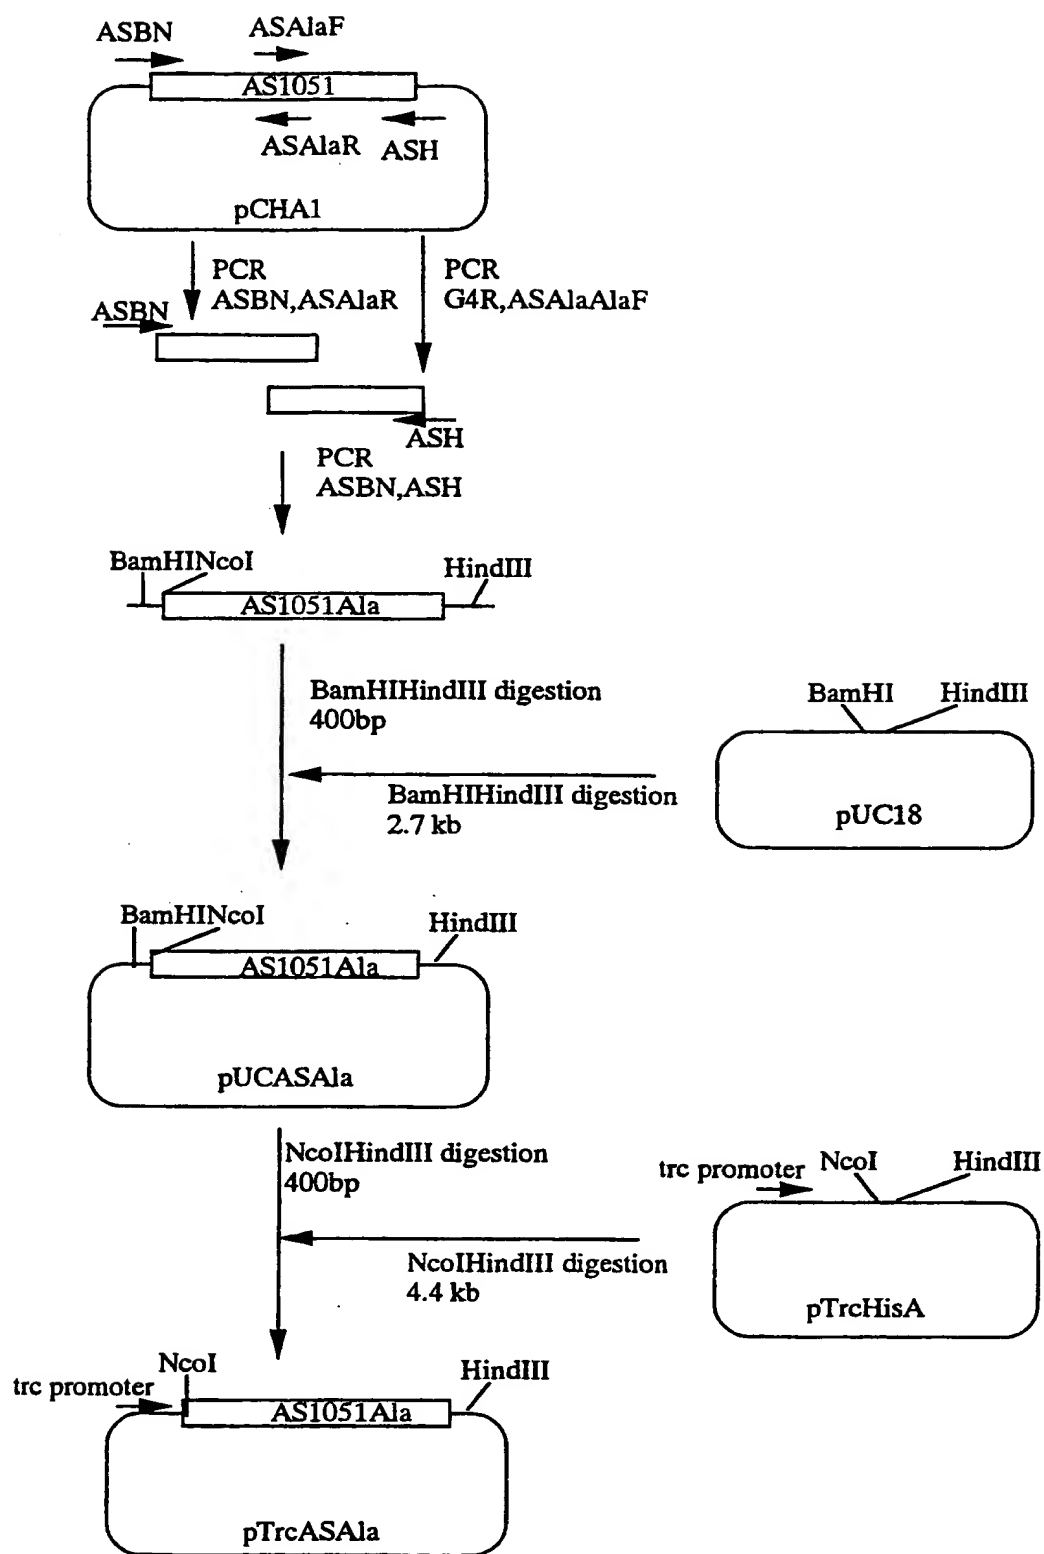 ASBN
ASAlaF
AS1051
ASAlaR
ASH
pCHA1
PCR
ASBN,ASAlaR
PCR
G4R,ASAlaAlaF
ASBN
ASH
PCR
ASBN,ASH
BamHINcoI
HindIII
AS1051Ala
BamHIHindIII digestion
400bp
BamHI
HindIII
BamHIHindIII digestion
2.7 kb
pUC18
BamHINcoI
HindIII
AS1051Ala
pUCASAla
NcoIHindIII digestion
400bp
trc promoter
NcoI
HindIII
NcoIHindIII digestion
4.4 kb
pTrcHisA
NcoI
HindIII
trc promoter
AS1051Ala
pTrcASAla